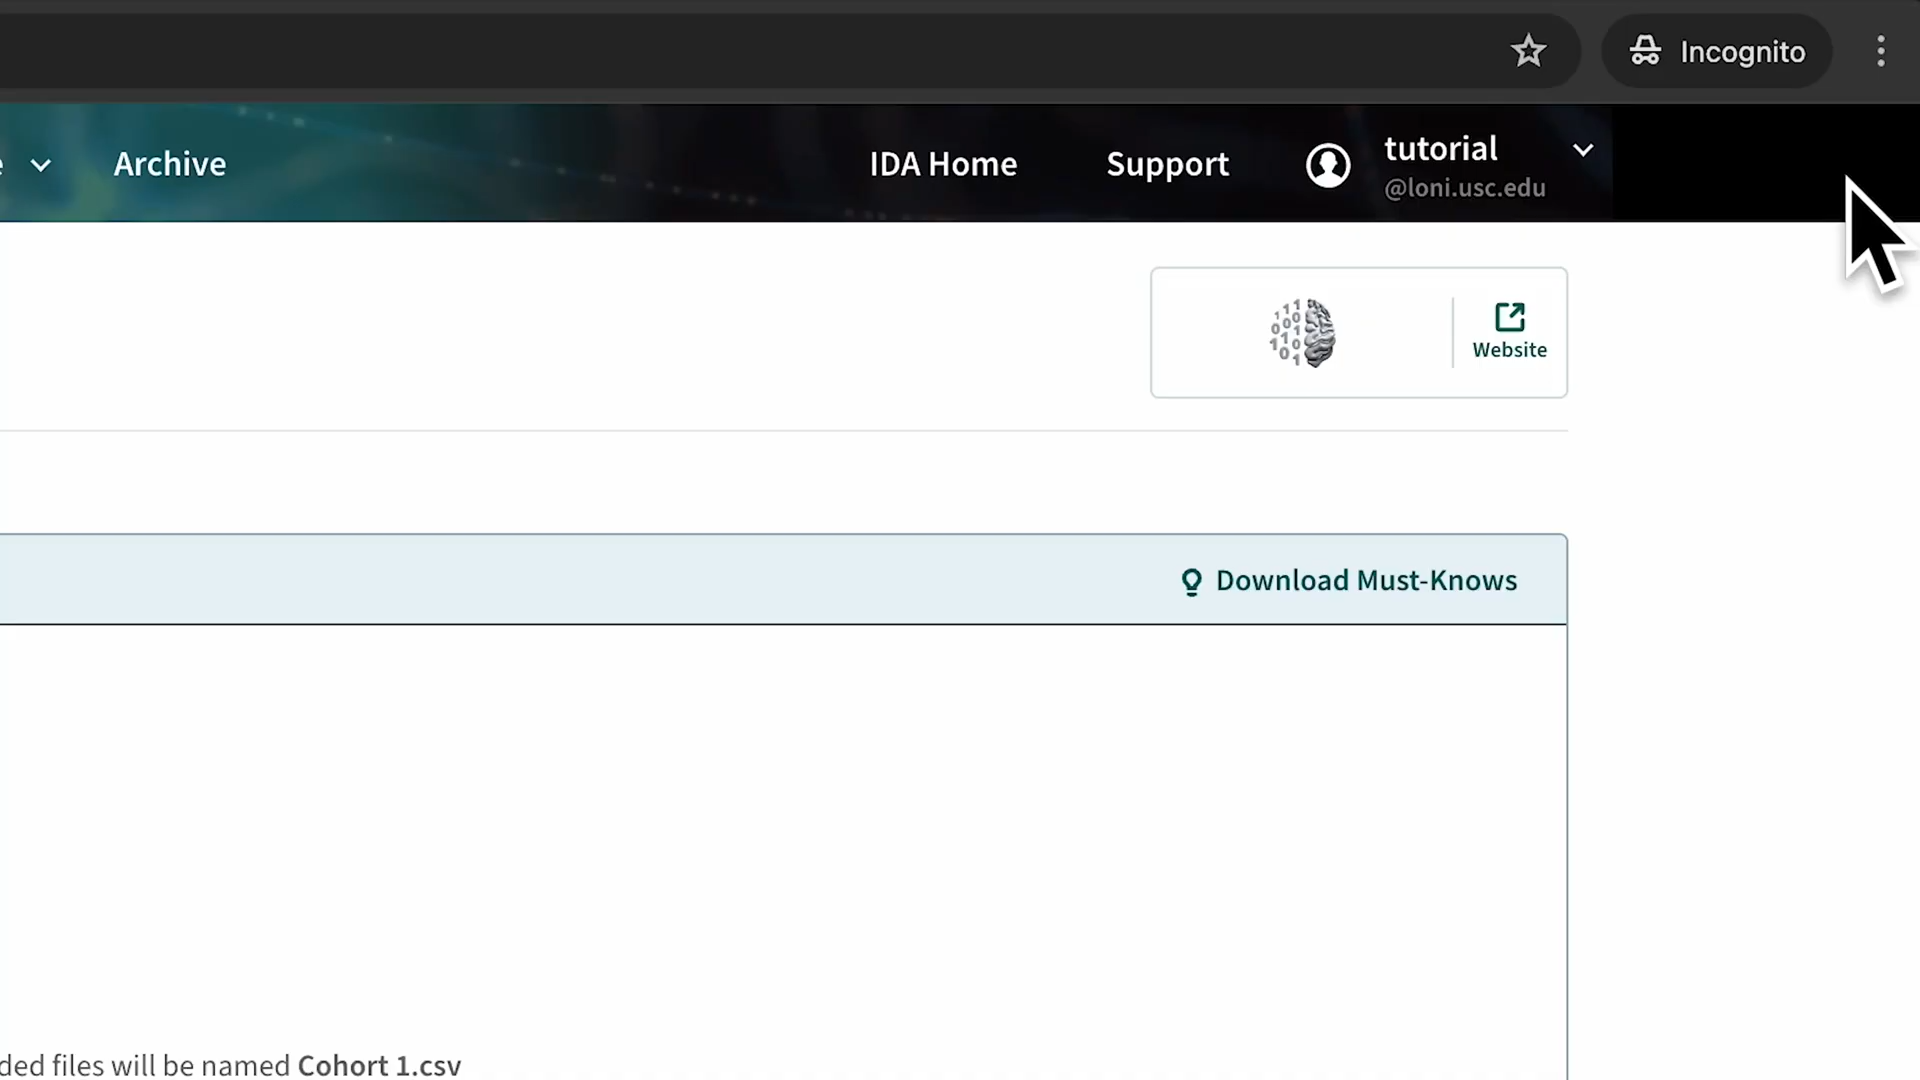 Incognito
Archive
IDA Home
Support
tutorial
@loni.usc.edu
Website
Download Must-Knows
ded files will be named Cohort 1.csv